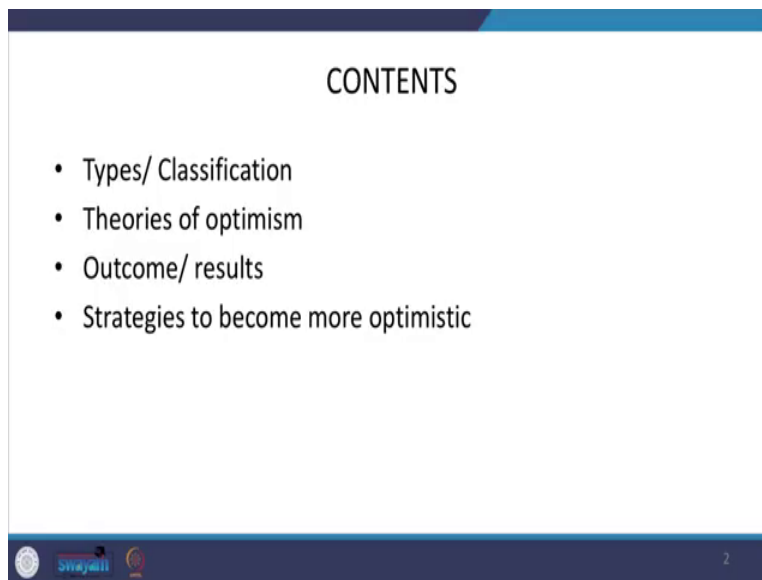 CONTENTS
• Types/ Classification
• Theories of optimism
• Outcome/ results
• Strategies to become more optimistic
swayam
2